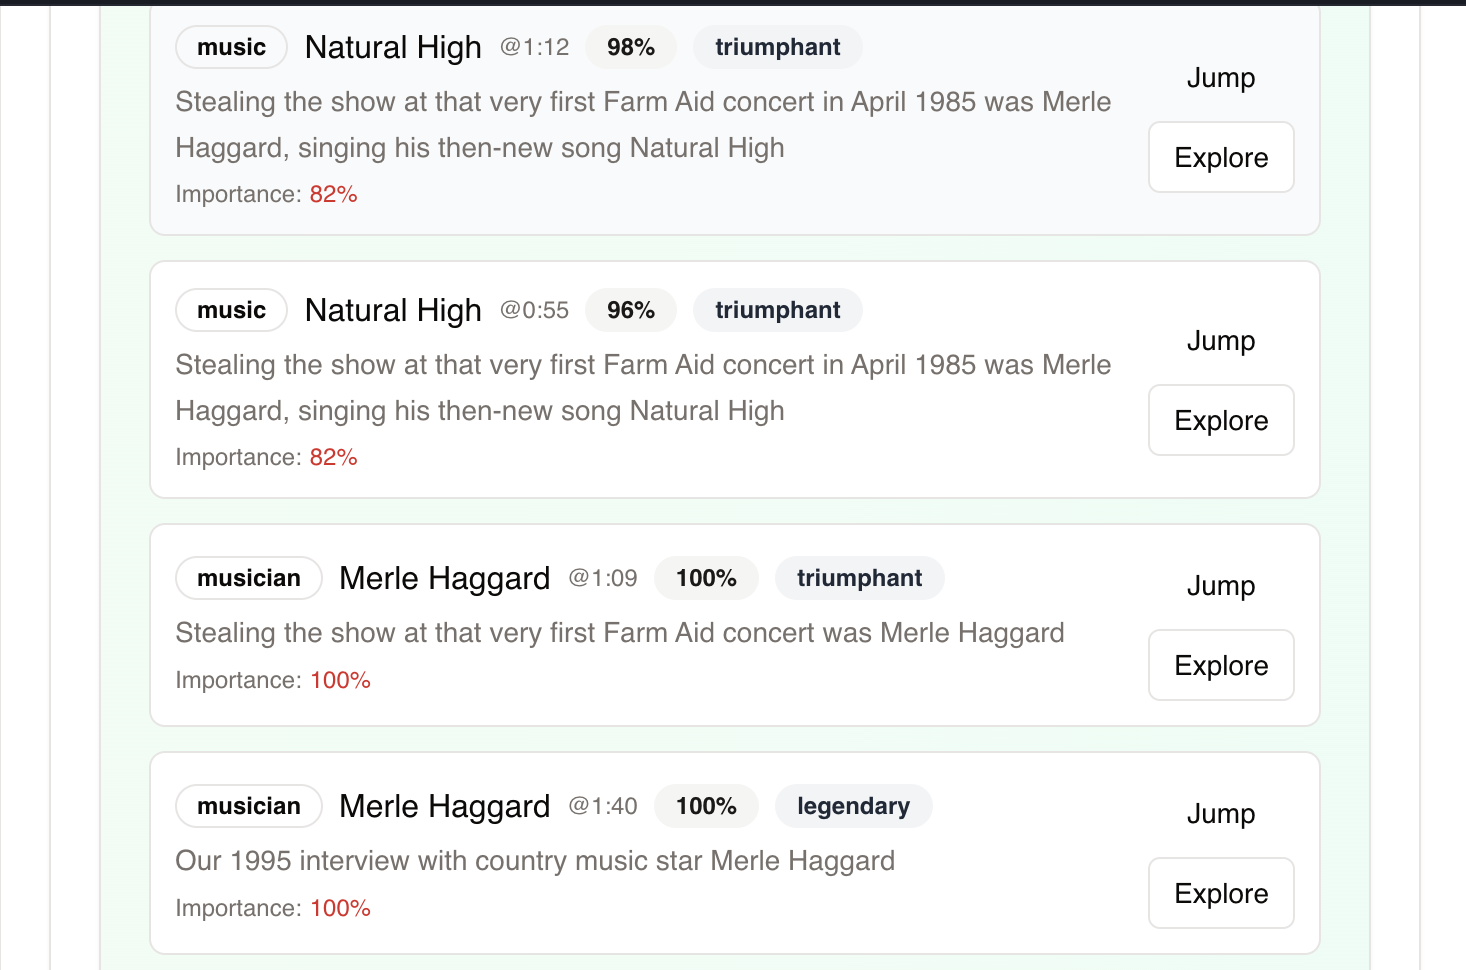 music Natural High @1:12 98% triumphant
Stealing the show at that very first Farm Aid concert in April 1985 was Merle
Haggard, singing his then-new song Natural High
Importance: 82%
Jump
Explore
music Natural High @0:55 96% triumphant
Stealing the show at that very first Farm Aid concert in April 1985 was Merle
Haggard, singing his then-new song Natural High
Importance: 82%
Jump
Explore
musician Merle Haggard @1:09 100% triumphant
Stealing the show at that very first Farm Aid concert was Merle Haggard
Importance: 100%
Jump
Explore
musician Merle Haggard @1:40 100% legendary
Our 1995 interview with country music star Merle Haggard
Importance: 100%
Jump
Explore